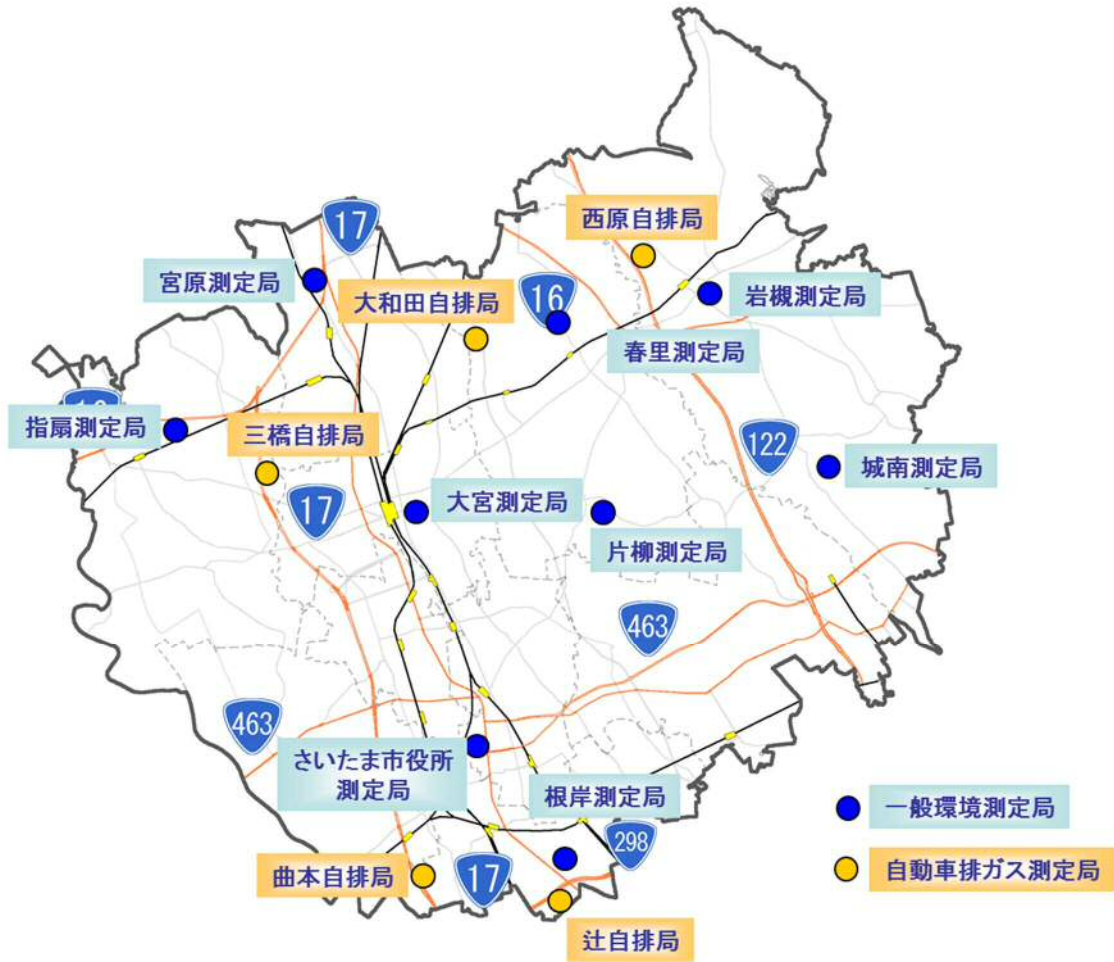 17
西原自排局
宮原測定局
大和田自排局
16
岩槻測定局
春里測定局
指扇測定局
三橋自排局
122
城南測定局
17
大宮測定局
片柳測定局
463
463
さいたま市役所
測定局
根岸測定局
一般環境測定局
298
曲本自排局
17
自動車排ガス測定局
辻自排局